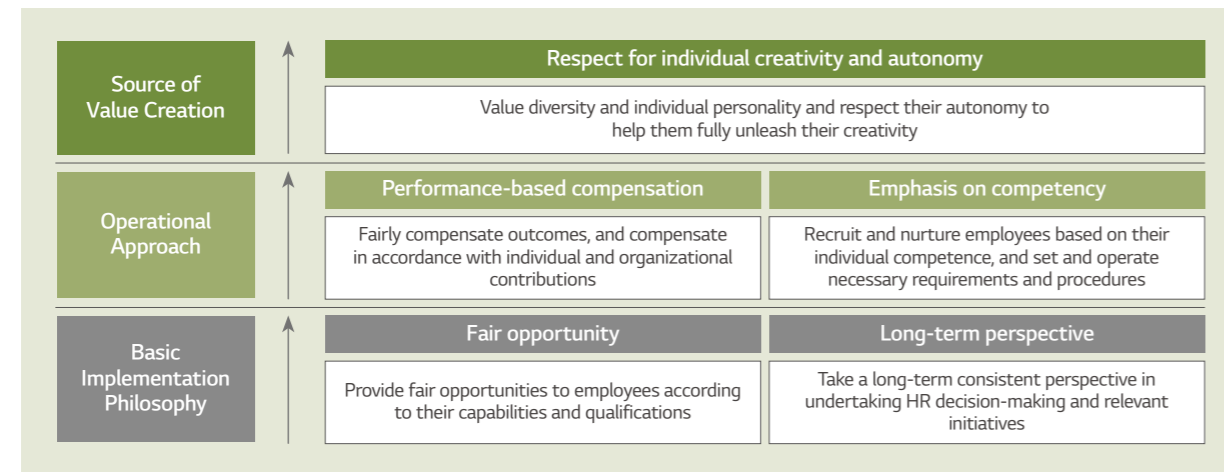 Source of
Value Creation
Respect for individual creativity and autonomy
Value diversity and individual personality and respect their autonomy to
help them fully unleash their creativity
Operational
Approach
Performance-based compensation
Fairly compensate outcomes, and compensate
in accordance with individual and organizational
contributions
Emphasis on competency
Recruit and nurture employees based on their
individual competence, and set and operate
necessary requirements and procedures
Basic
Implementation
Philosophy
Fair opportunity
Provide fair opportunities to employees according
to their capabilities and qualifications
Long-term perspective
Take a long-term consistent perspective in
undertaking HR decision-making and relevant
initiatives